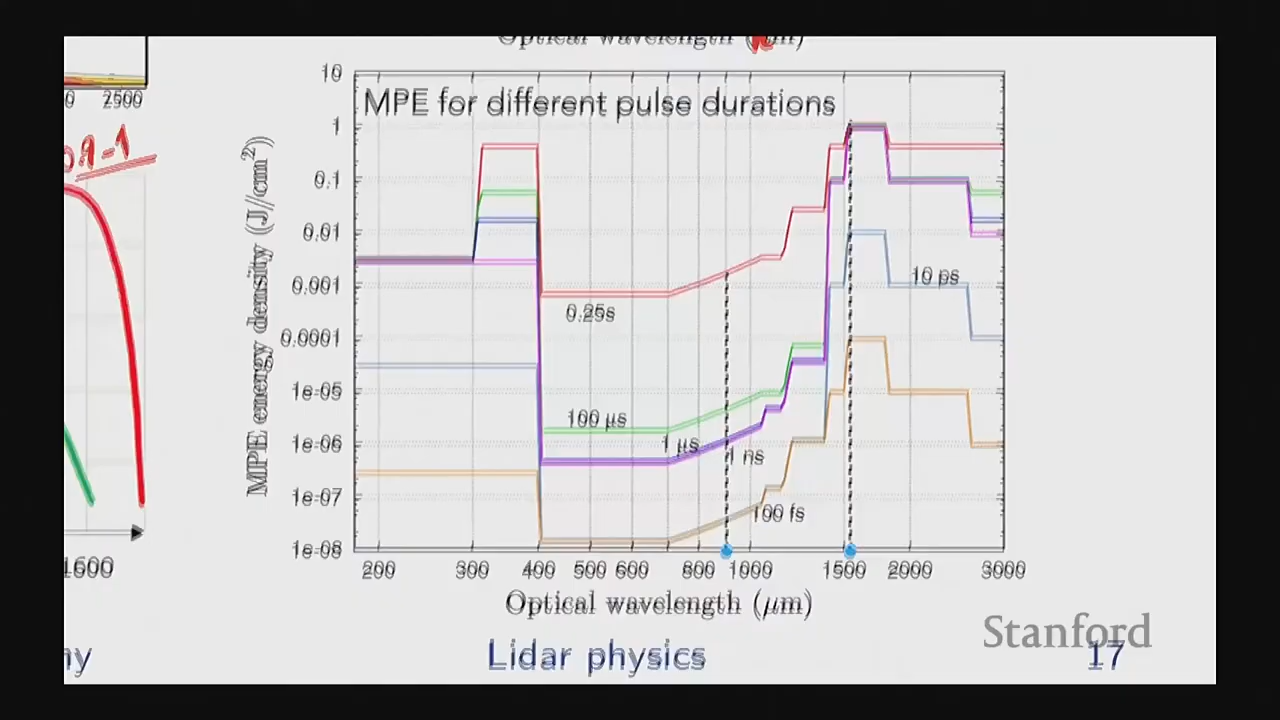 Optical wavelength (μm)
0 2500
MPE for different pulse durations
MPE energy density (J/cm²)
10
1
0.1
0.01
0.001
0.0001
1e-05
1e-06
1e-07
1e-08
10 ps
0.25s
100 μs
1 μs
1 ns
100 fs
200 300 400 500 600 800 1000 1500 2000 3000
1600
Optical wavelength (μm)
Stanford
Lidar physics
17